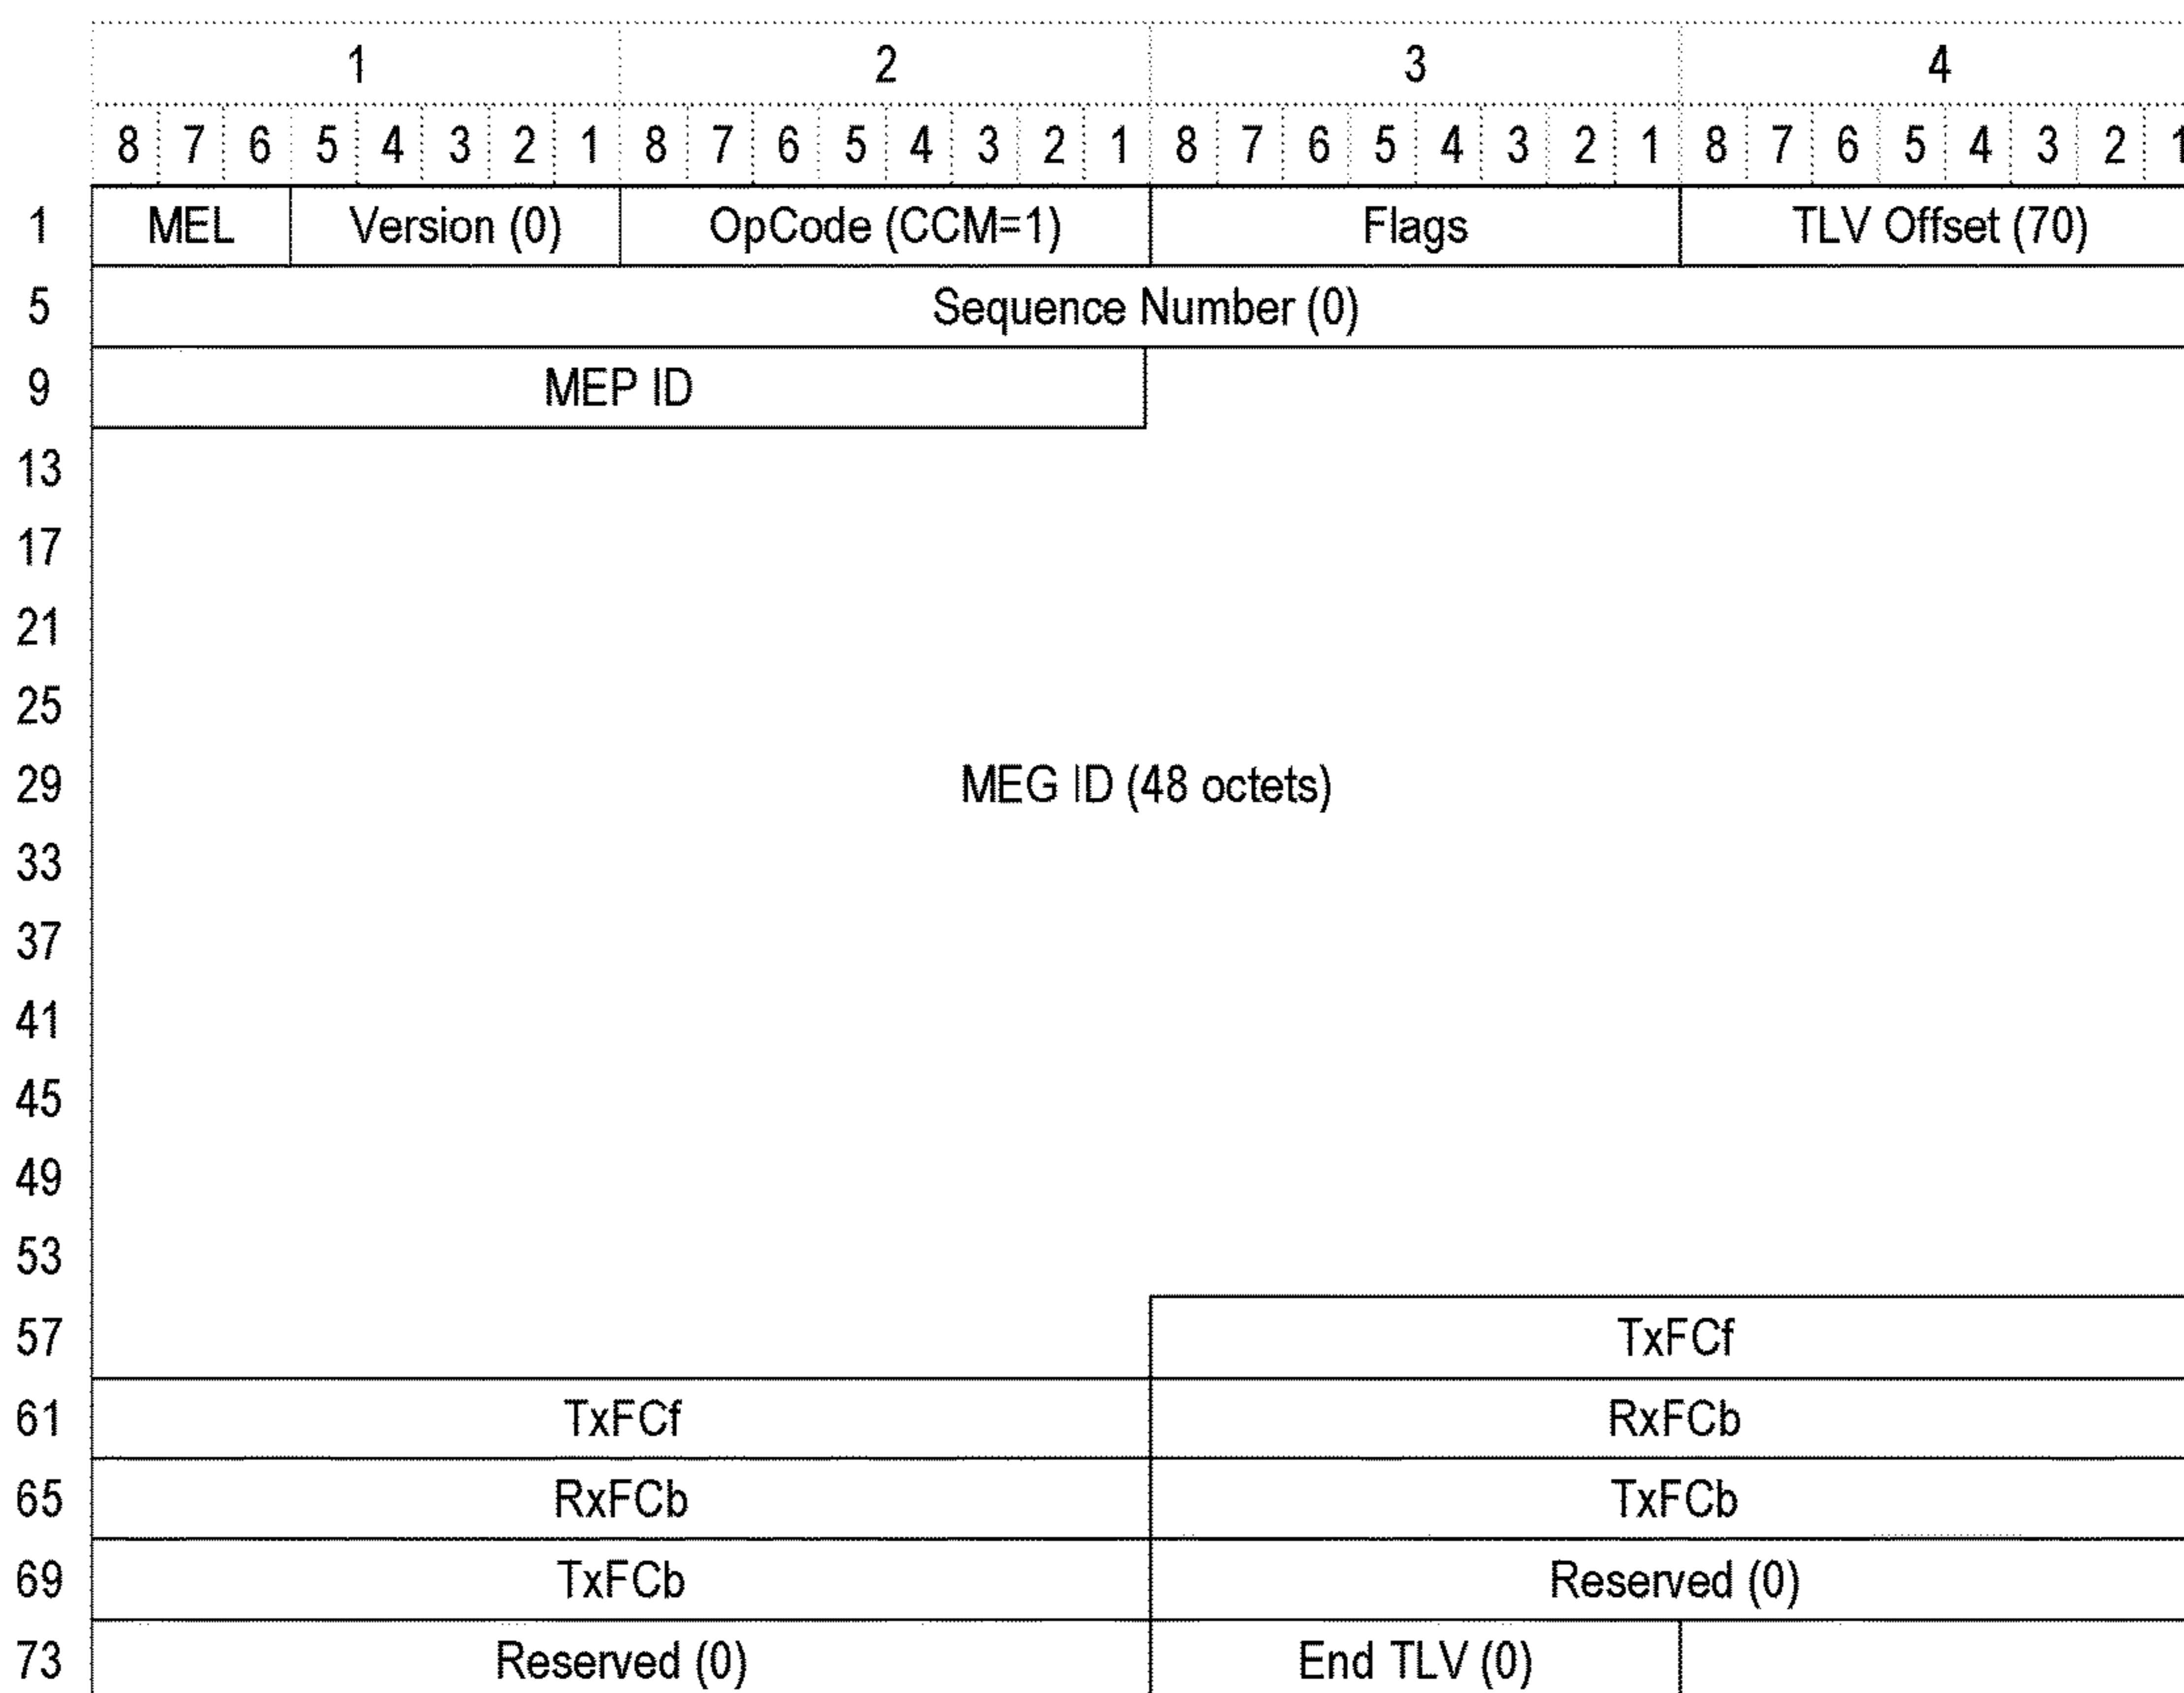 1 2 3 4
8 7 6 5 4 3 2 1 8 7 6 5 4 3 2 1 8 7 6 5 4 3 2 1 8 7 6 5 4 3 2 1
1 MEL Version (0) OpCode (CCM=1) Flags TLV Offset (70)
5 Sequence Number (0)
9 MEP ID
13
17
21
25
29 MEG ID (48 octets)
33
37
41
45
49
53
57 TxFCf
61 TxFCf RxFCb
65 RxFCb TxFCb
69 TxFCb Reserved (0)
73 Reserved (0) End TLV (0)